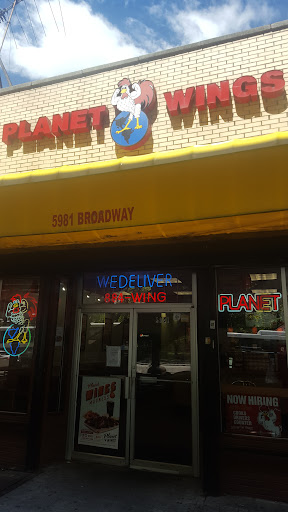 PLANET WINGS
5981 BROADWAY
WE DELIVER
WING
PLANET
WINGS
NOW HIRING